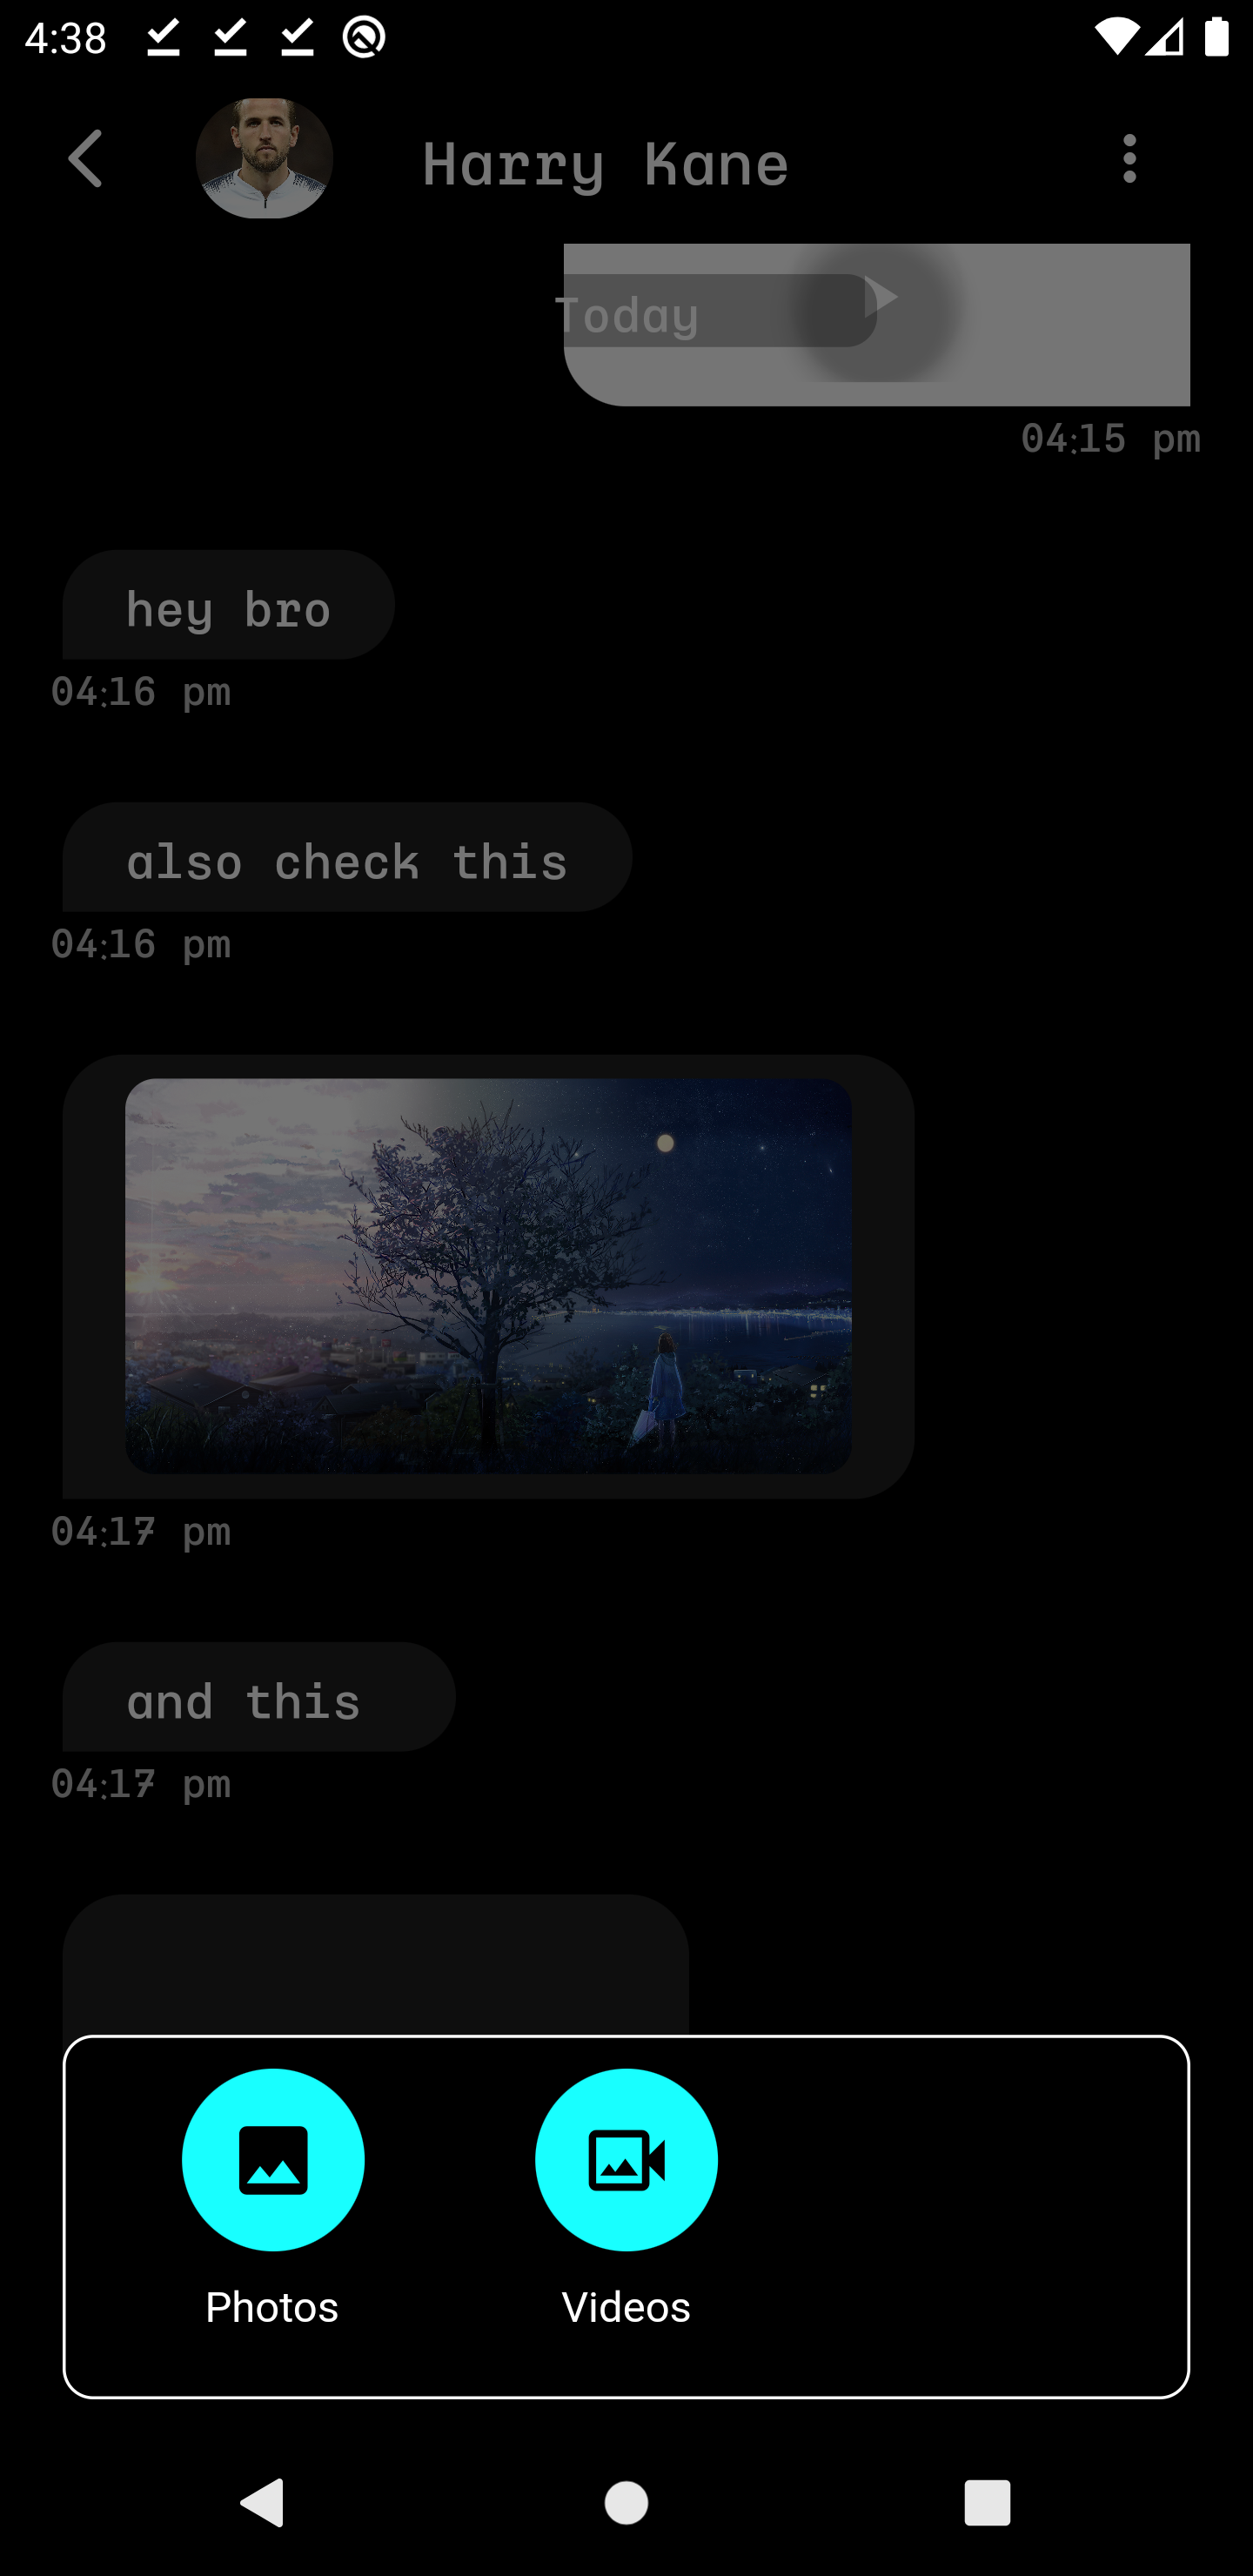 4:38
Harry Kane
Today
04:15 pm
hey bro
04:16 pm
also check this
04:16 pm
04:17 pm
and this
04:17 pm
Photos
Videos